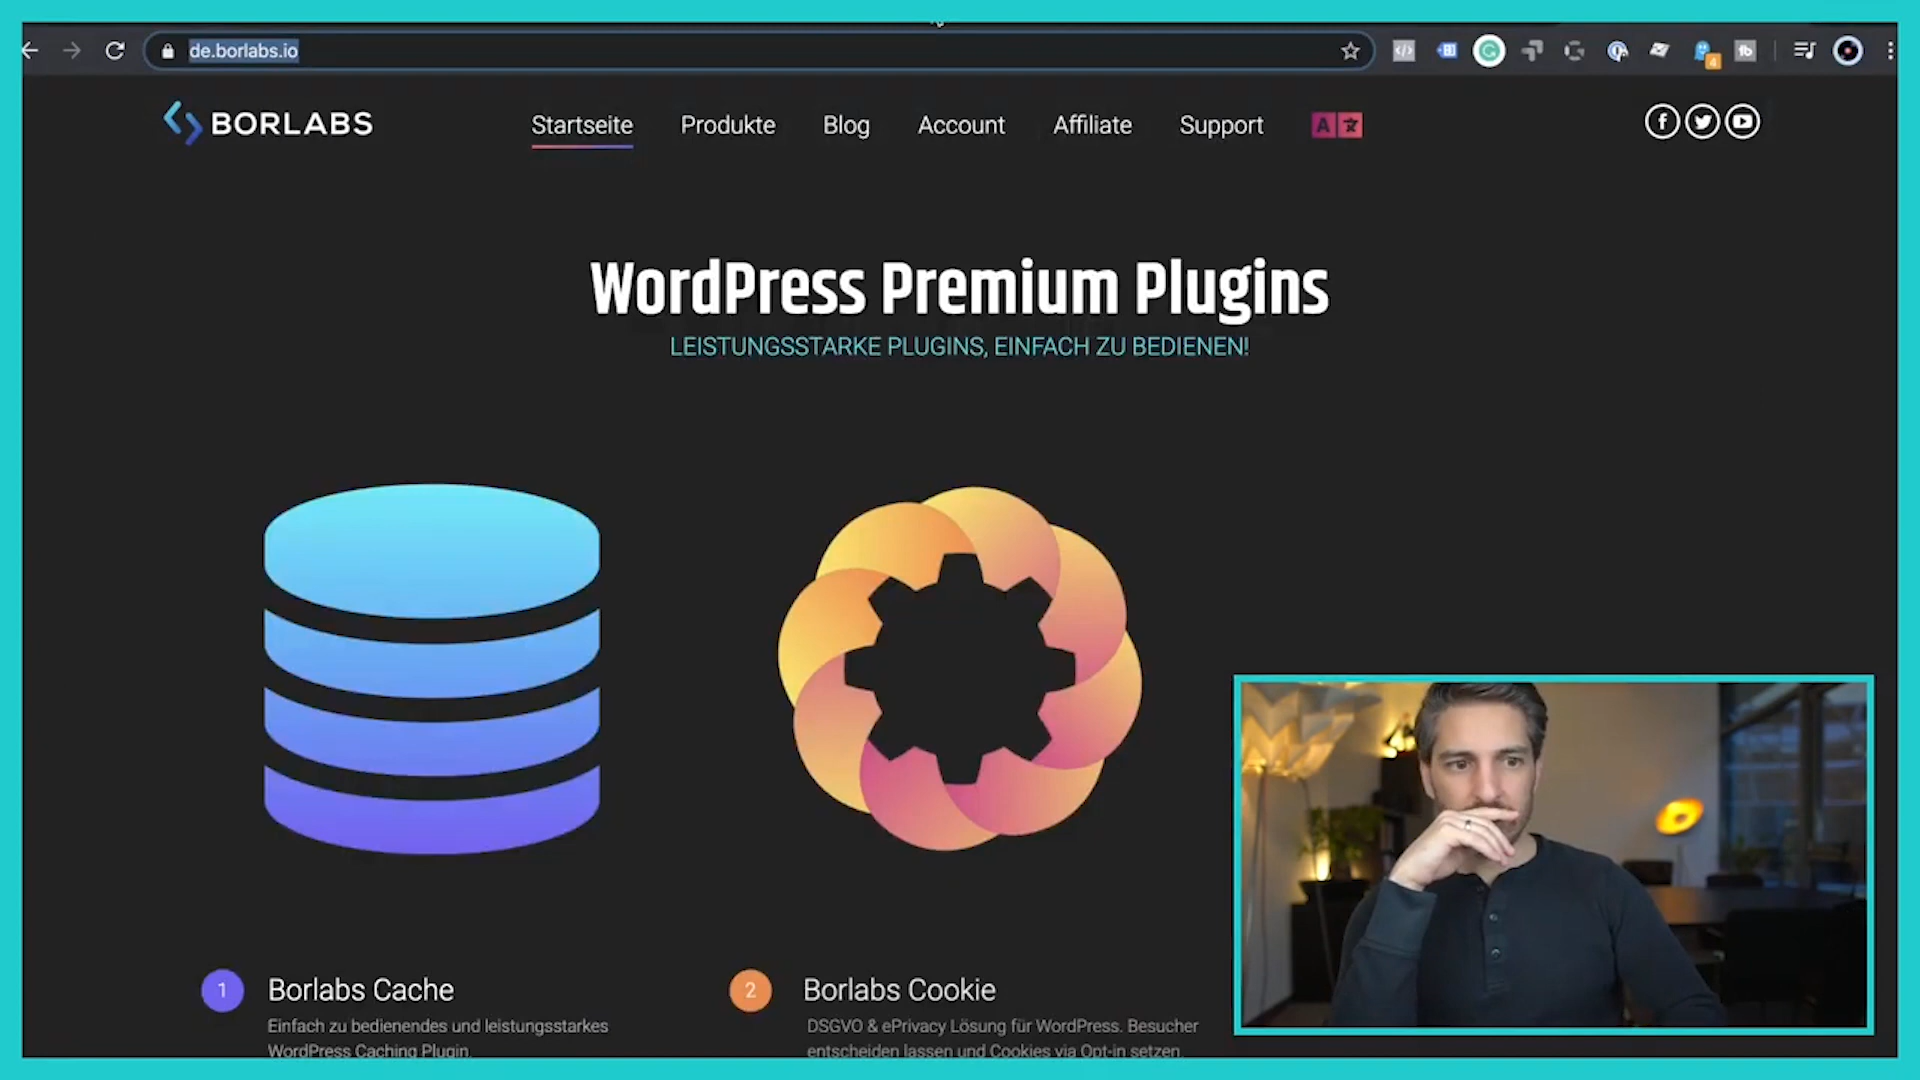 de.borlabs.io
4
BORLABS
Startseite
Produkte
Blog
Account
Affiliate
Support
WordPress Premium Plugins
LEISTUNGSSTARKE PLUGINS, EINFACH ZU BEDIENEN!
1
Borlabs Cache
Einfach zu bedienendes und leistungsstarkes
WordPress Caching Plugin.
2
Borlabs Cookie
DSGVO & ePrivacy Lösung für WordPress. Besucher
entscheiden lassen und Cookies via Opt-in setzen.